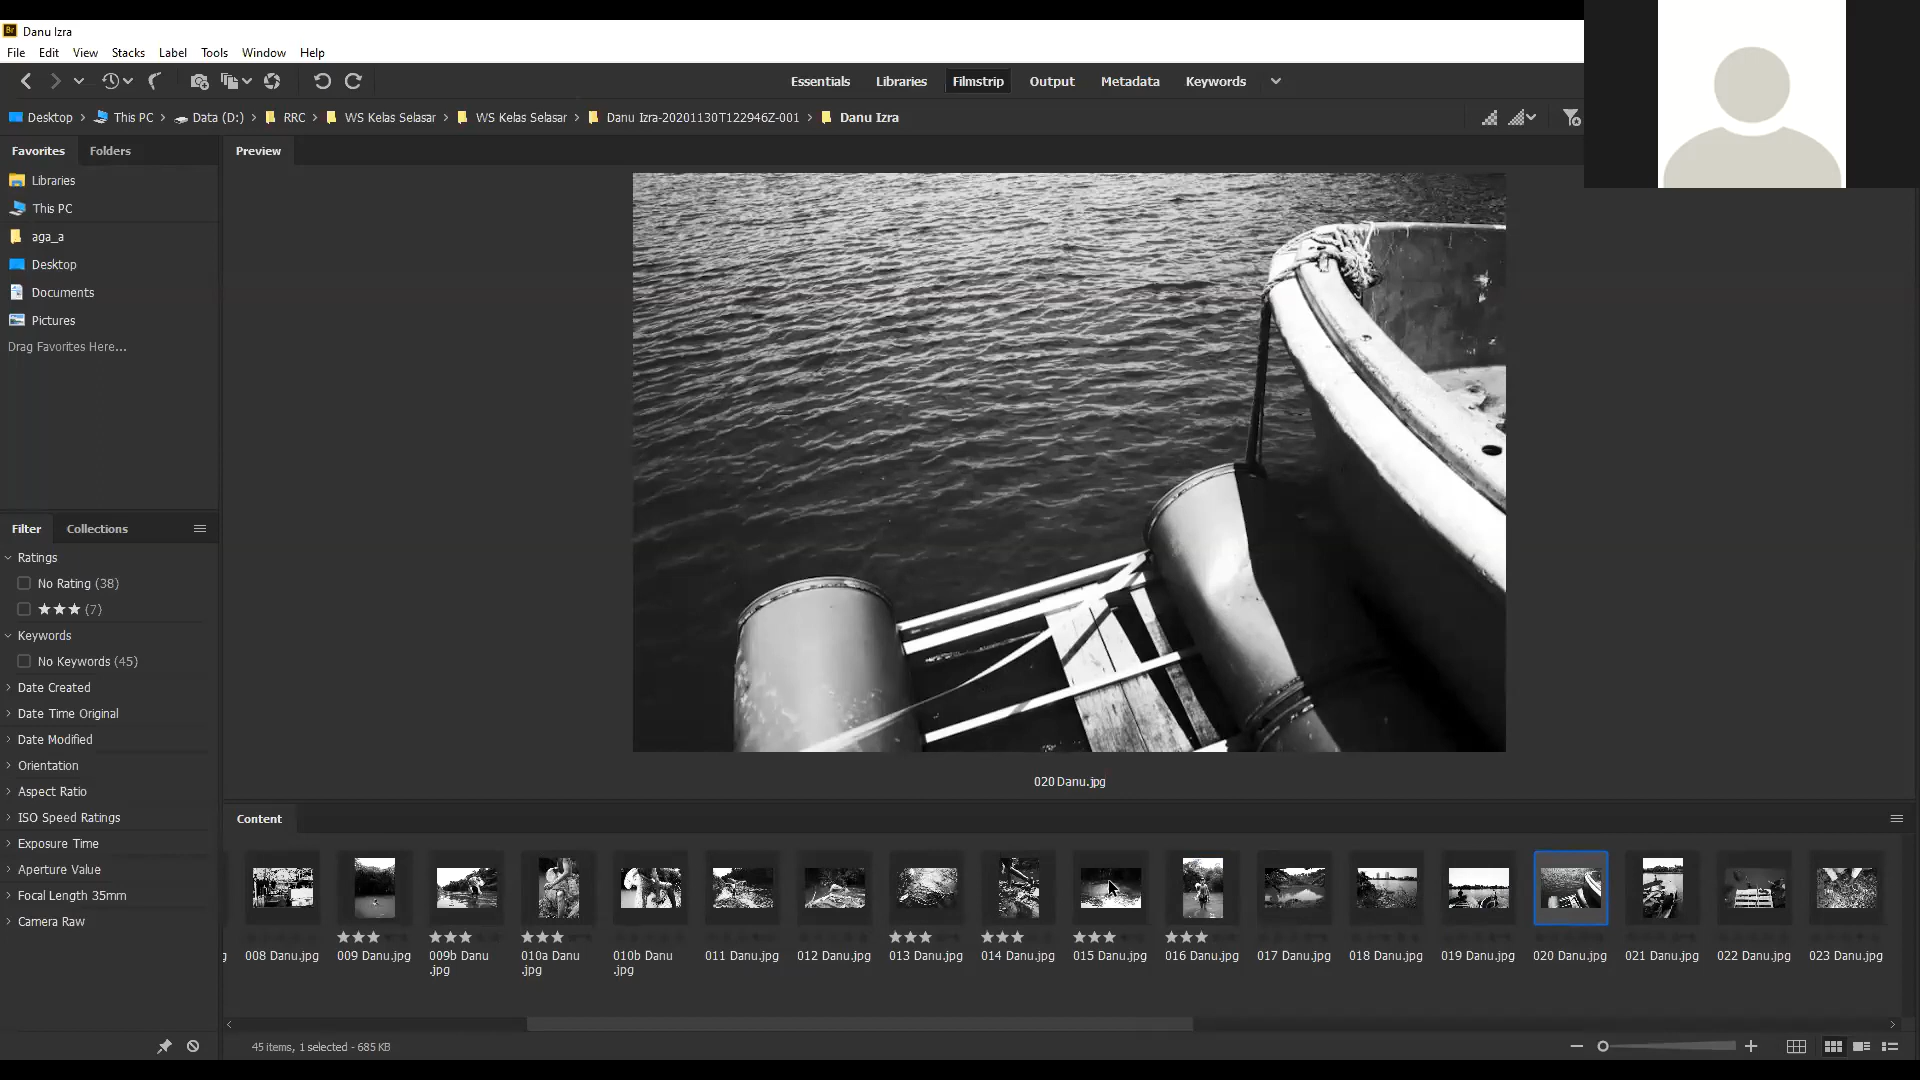 Br Danu Izra
File Edit View Stacks Label Tools Window Help
Essentials Libraries Filmstrip Output Metadata Keywords
Desktop This PC Data (D:) RRC WS Kelas Selasar WS Kelas Selasar Danu Izra-20201130T122946Z-001 Danu Izra
Favorites Folders
Preview
Libraries
This PC
aga_a
Desktop
Documents
Pictures
Drag Favorites Here...
020 Danu.jpg
Filter Collections
Ratings
No Rating (38)
★★★ (7)
Keywords
No Keywords (45)
Date Created
Date Time Original
Date Modified
Orientation
Aspect Ratio
ISO Speed Ratings
Exposure Time
Aperture Value
Focal Length 35mm
Camera Raw
Content
008 Danu.jpg
009 Danu.jpg
009b Danu
.jpg
010a Danu
.jpg
010b Danu
.jpg
011 Danu.jpg
012 Danu.jpg
013 Danu.jpg
014 Danu.jpg
015 Danu.jpg
016 Danu.jpg
017 Danu.jpg
018 Danu.jpg
019 Danu.jpg
020 Danu.jpg
021 Danu.jpg
022 Danu.jpg
023 Danu.jpg
45 items, 1 selected - 685 KB